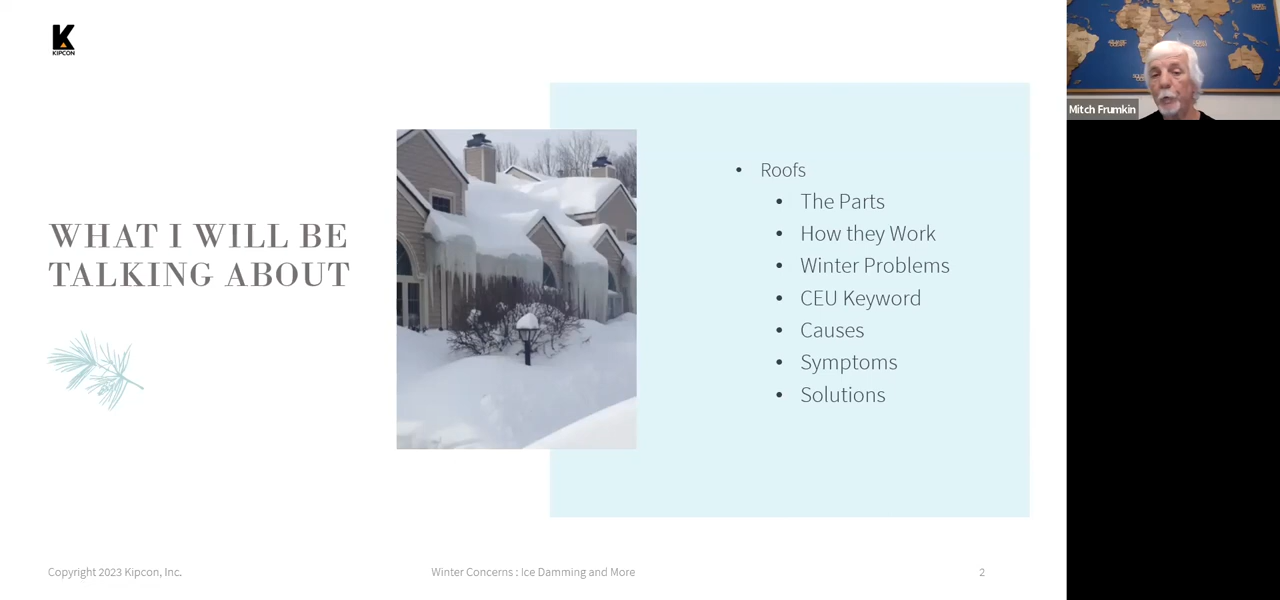 K
KIPCON
WHAT I WILL BE
TALKING ABOUT
• Roofs
• The Parts
• How they Work
• Winter Problems
• CEU Keyword
• Causes
• Symptoms
• Solutions
Copyright 2023 Kipcon, Inc.
Winter Concerns : Ice Damming and More
2
Mitch Frumkin